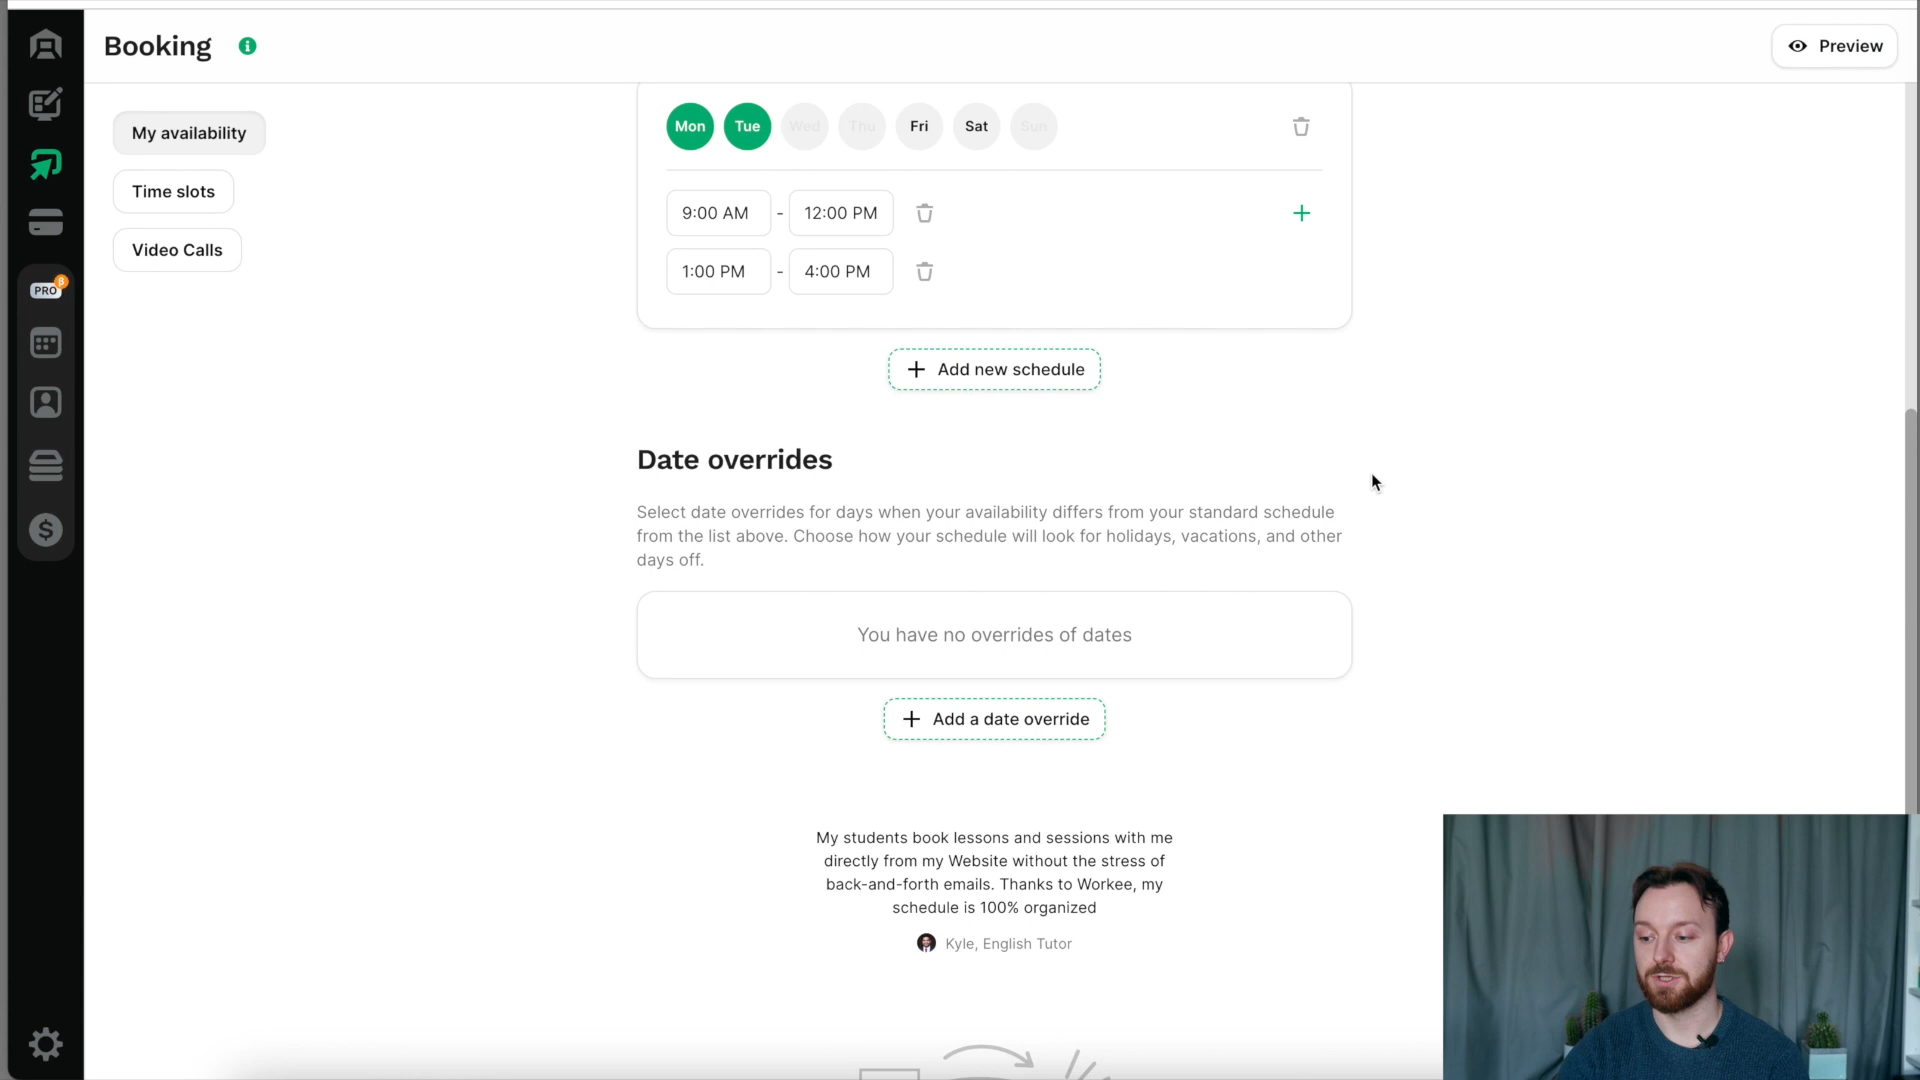 Booking
Preview
My availability
Time slots
Video Calls
PRO
β
Mon Tue Wed Thu Fri Sat Sun
9:00 AM - 12:00 PM
1:00 PM - 4:00 PM
Add new schedule
Date overrides
Select date overrides for days when your availability differs from your standard schedule
from the list above. Choose how your schedule will look for holidays, vacations, and other
days off.
You have no overrides of dates
Add a date override
My students book lessons and sessions with me
directly from my Website without the stress of
back-and-forth emails. Thanks to Workee, my
schedule is 100% organized
Kyle, English Tutor